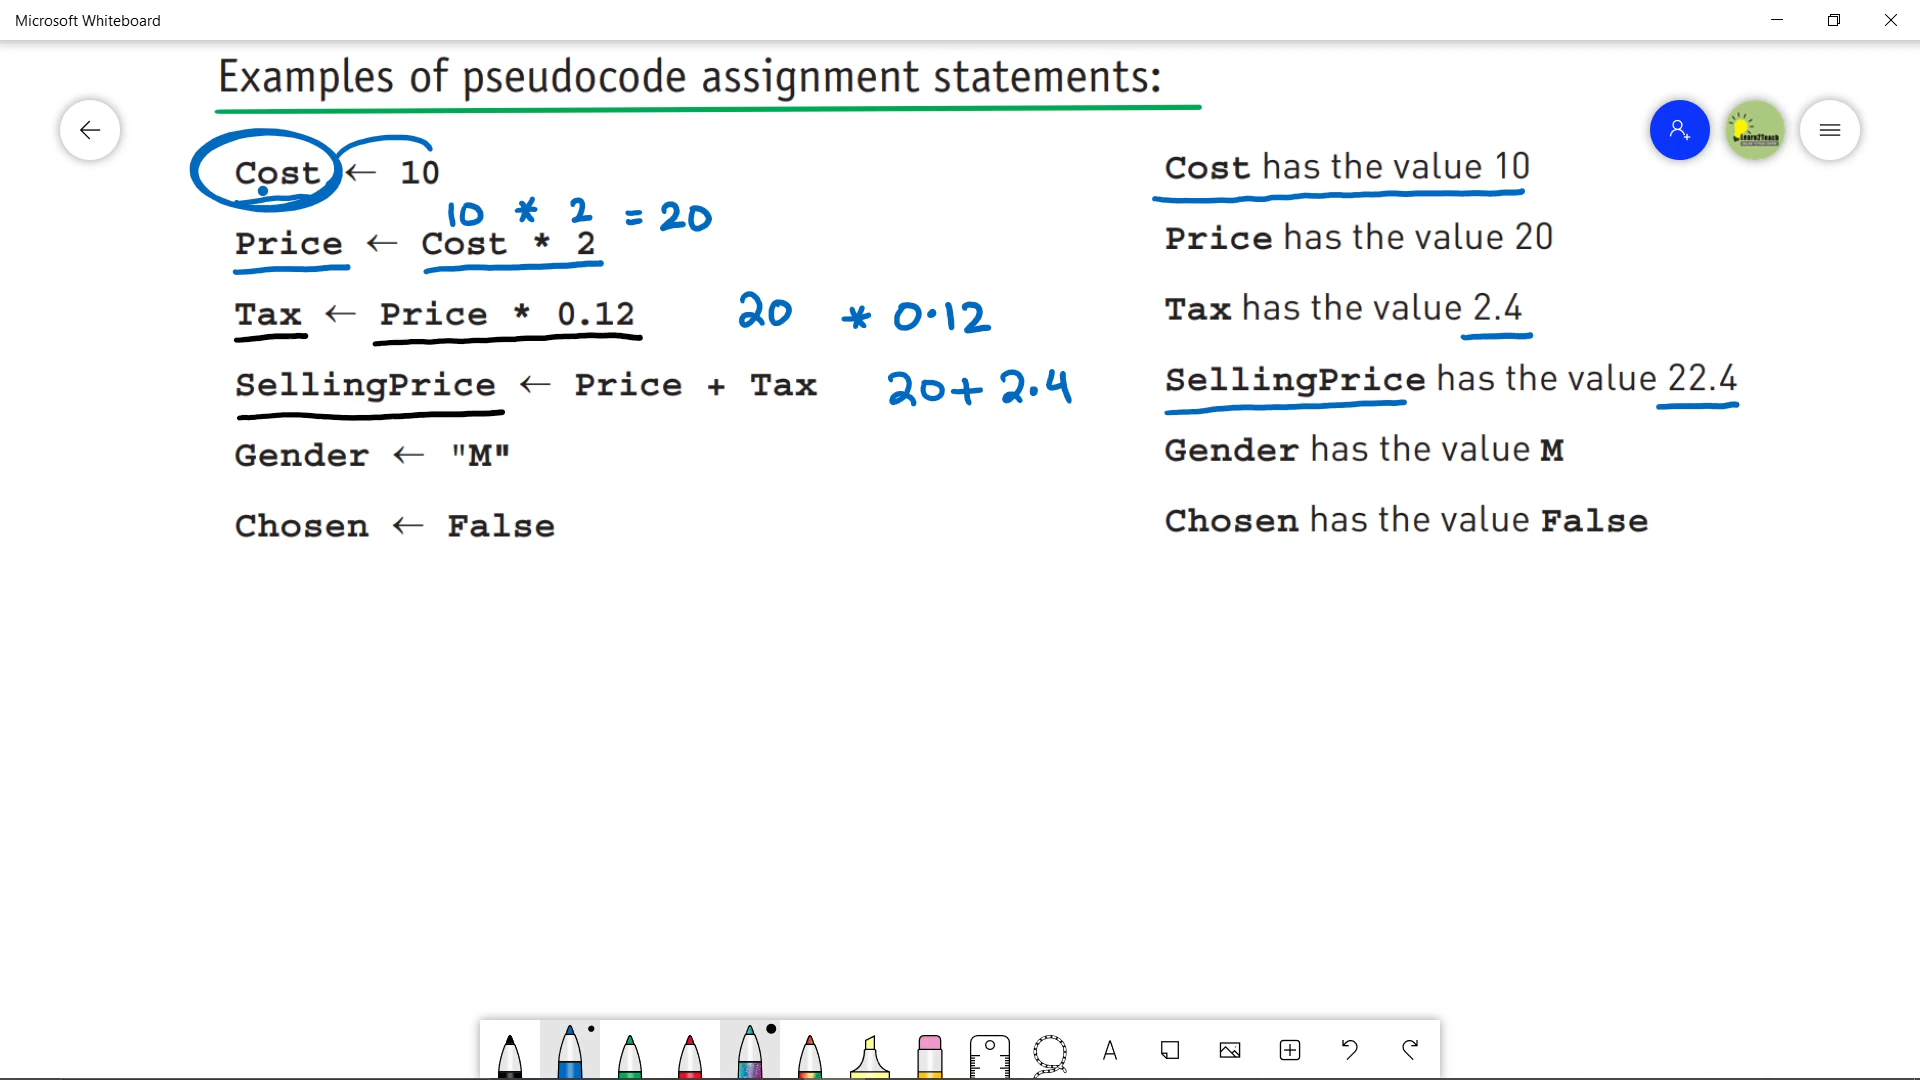 Microsoft Whiteboard
Examples of pseudocode assignment statements:
Cost ← 10
Cost has the value 10
10 * 2 = 20
Price ← Cost * 2
Price has the value 20
Tax ← Price * 0.12
20 * 0.12
Tax has the value 2.4
SellingPrice ← Price + Tax
20 + 2.4
SellingPrice has the value 22.4
Gender ← "M"
Gender has the value M
Chosen ← False
Chosen has the value False
Learn2Teach